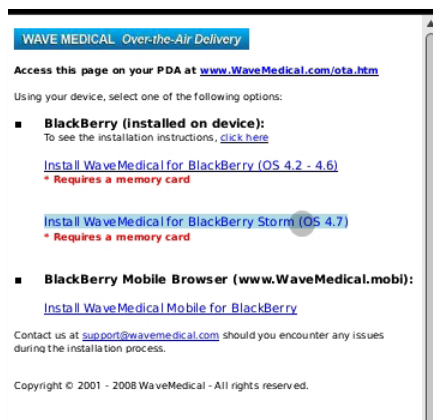 WAVE MEDICAL Over-the-Air Delivery
Access this page on your PDA at www.WaveMedical.com/ota.htm
Using your device, select one of the following options:
BlackBerry (installed on device):
To see the installation instructions, click here
Install WaveMedical for BlackBerry (OS 4.2 - 4.6)
* Requires a memory card
Install WaveMedical for BlackBerry Storm (OS 4.7)
* Requires a memory card
BlackBerry Mobile Browser (www.WaveMedical.mobi):
Install WaveMedical Mobile for BlackBerry
Contact us at support@wavemedical.com should you encounter any issues
during the installation process.
Copyright © 2001 - 2008 WaveMedical - All rights reserved.